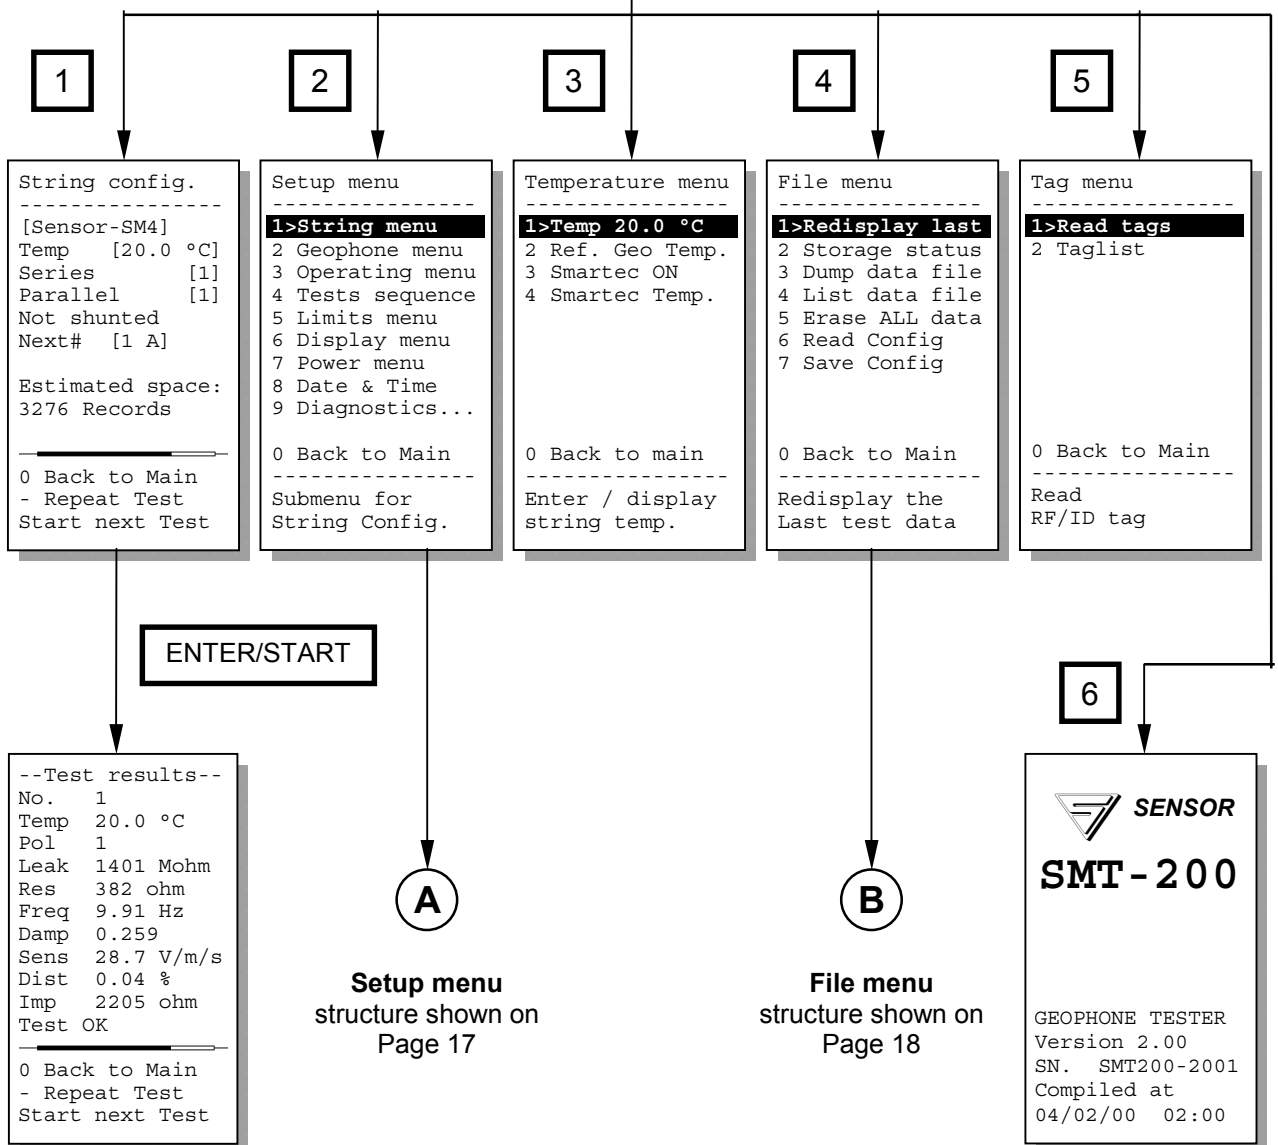 1
2
3
4
5
String config.
----------------
[Sensor-SM4]
Temp [20.0 °C]
Series [1]
Parallel [1]
Not shunted
Next# [1 A]
Estimated space:
3276 Records
0 Back to Main
- Repeat Test
Start next Test
Setup menu
----------------
1>String menu
2 Geophone menu
3 Operating menu
4 Tests sequence
5 Limits menu
6 Display menu
7 Power menu
8 Date & Time
9 Diagnostics...
0 Back to Main
----------------
Submenu for
String Config.
Temperature menu
----------------
1>Temp 20.0 °C
2 Ref. Geo Temp.
3 Smartec ON
4 Smartec Temp.
0 Back to main
----------------
Enter / display
string temp.
File menu
----------------
1>Redisplay last
2 Storage status
3 Dump data file
4 List data file
5 Erase ALL data
6 Read Config
7 Save Config
0 Back to Main
----------------
Redisplay the
Last test data
Tag menu
----------------
1>Read tags
2 Taglist
0 Back to Main
----------------
Read
RF/ID tag
ENTER/START
6
--Test results--
No. 1
Temp 20.0 °C
Pol 1
Leak 1401 Mohm
Res 382 ohm
Freq 9.91 Hz
Damp 0.259
Sens 28.7 V/m/s
Dist 0.04 %
Imp 2205 ohm
Test OK
0 Back to Main
- Repeat Test
Start next Test
A
Setup menu
structure shown on
Page 17
B
File menu
structure shown on
Page 18
SENSOR
SMT-200
GEOPHONE TESTER
Version 2.00
SN. SMT200-2001
Compiled at
04/02/00 02:00